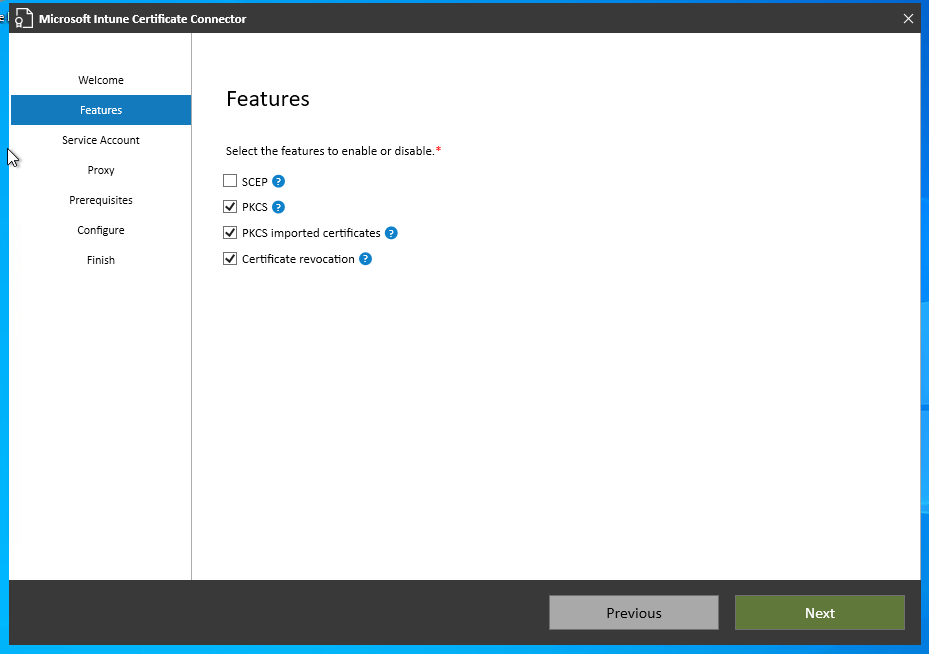 Microsoft Intune Certificate Connector
Welcome
Features
Service Account
Proxy
Prerequisites
Configure
Finish
Features
Select the features to enable or disable.*
SCEP ?
PKCS ?
PKCS imported certificates ?
Certificate revocation ?
Previous
Next